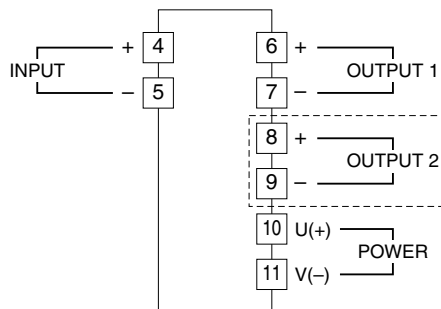 INPUT
+ 4
– 5
6 +
7 –
OUTPUT 1
8 +
9 –
OUTPUT 2
10 U(+)
11 V(–)
POWER